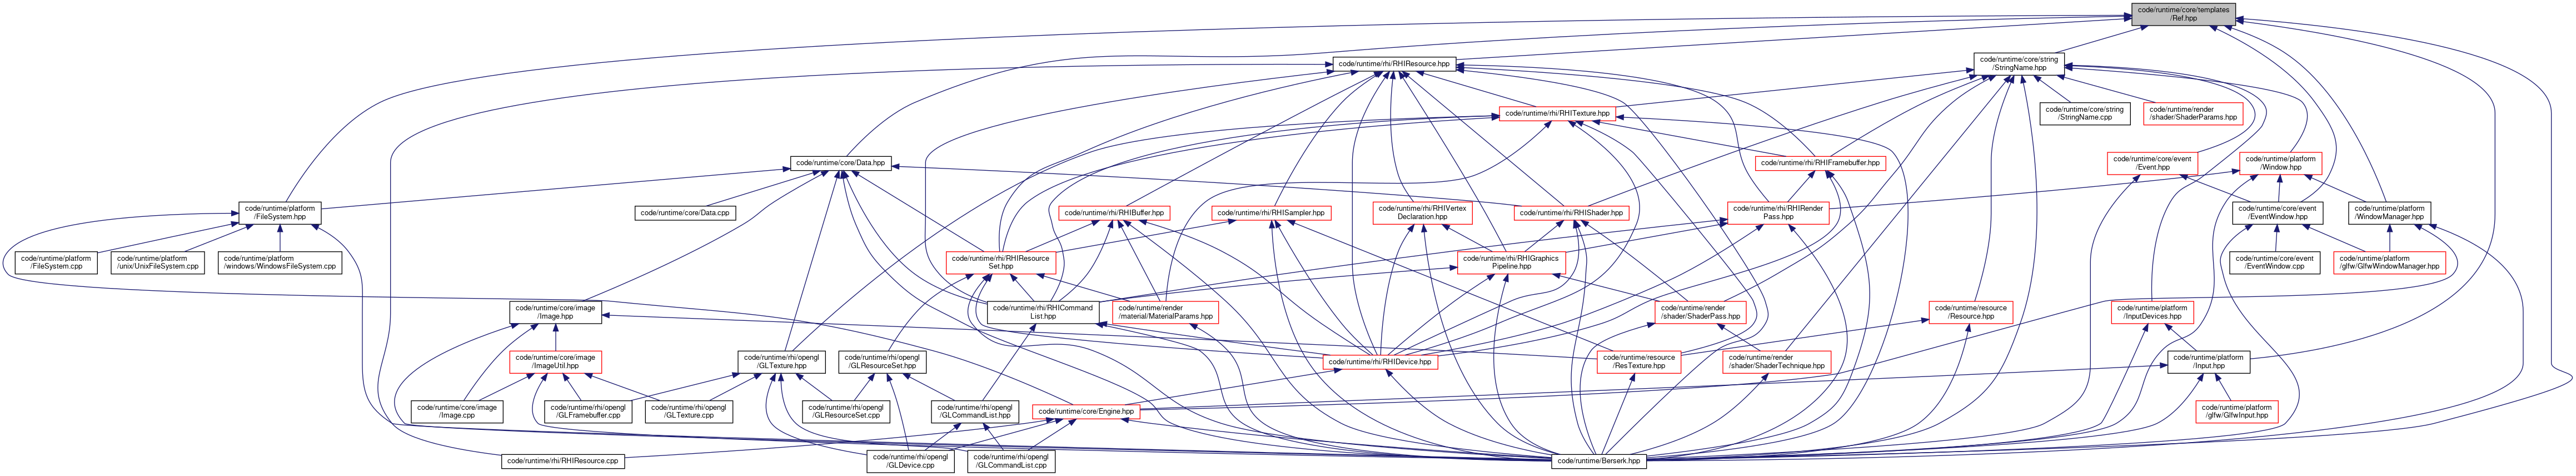 code/runtime/core/templates
/Ref.hpp
code/runtime/rhi/RHIResource.hpp
code/runtime/core/string
/StringName.hpp
code/runtime/rhi/RHITexture.hpp
code/runtime/core/string
/StringName.cpp
code/runtime/render
/shader/ShaderParams.hpp
code/runtime/core/Data.hpp
code/runtime/rhi/RHIFramebuffer.hpp
code/runtime/core/event
/Event.hpp
code/runtime/platform
/Window.hpp
code/runtime/platform
/FileSystem.hpp
code/runtime/core/Data.cpp
code/runtime/rhi/RHIBuffer.hpp
code/runtime/rhi/RHISampler.hpp
code/runtime/rhi/RHIVertex
Declaration.hpp
code/runtime/rhi/RHIShader.hpp
code/runtime/rhi/RHIRender
Pass.hpp
code/runtime/core/event
/EventWindow.hpp
code/runtime/platform
/WindowManager.hpp
code/runtime/platform
/FileSystem.cpp
code/runtime/platform
/unix/UnixFileSystem.cpp
code/runtime/platform
/windows/WindowsFileSystem.cpp
code/runtime/rhi/RHIResource
Set.hpp
code/runtime/rhi/RHIGraphics
Pipeline.hpp
code/runtime/core/event
/EventWindow.cpp
code/runtime/platform
/glfw/GlfwWindowManager.hpp
code/runtime/core/image
/Image.hpp
code/runtime/rhi/RHICommand
List.hpp
code/runtime/render
/material/MaterialParams.hpp
code/runtime/render
/shader/ShaderPass.hpp
code/runtime/resource
/Resource.hpp
code/runtime/platform
/InputDevices.hpp
code/runtime/core/image
/ImageUtil.hpp
code/runtime/rhi/opengl
/GLTexture.hpp
code/runtime/rhi/opengl
/GLResourceSet.hpp
code/runtime/rhi/RHIDevice.hpp
code/runtime/resource
/ResTexture.hpp
code/runtime/render
/shader/ShaderTechnique.hpp
code/runtime/platform
/Input.hpp
code/runtime/core/image
/Image.cpp
code/runtime/rhi/opengl
/GLFramebuffer.cpp
code/runtime/rhi/opengl
/GLTexture.cpp
code/runtime/rhi/opengl
/GLResourceSet.cpp
code/runtime/rhi/opengl
/GLCommandList.hpp
code/runtime/core/Engine.hpp
code/runtime/platform
/glfw/GlfwInput.hpp
code/runtime/rhi/RHIResource.cpp
code/runtime/rhi/opengl
/GLDevice.cpp
code/runtime/rhi/opengl
/GLCommandList.cpp
code/runtime/Berserk.hpp